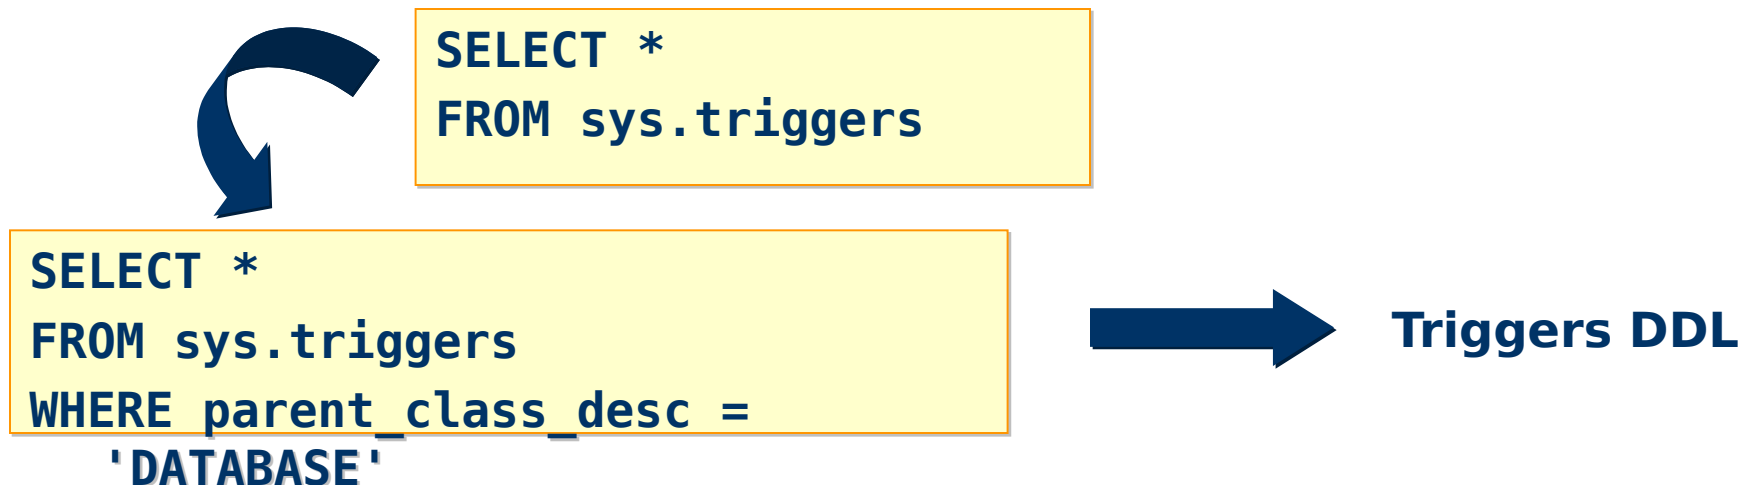 SELECT *
FROM sys.triggers
SELECT *
FROM sys.triggers
WHERE parent_class_desc =
'DATABASE'
Triggers DDL